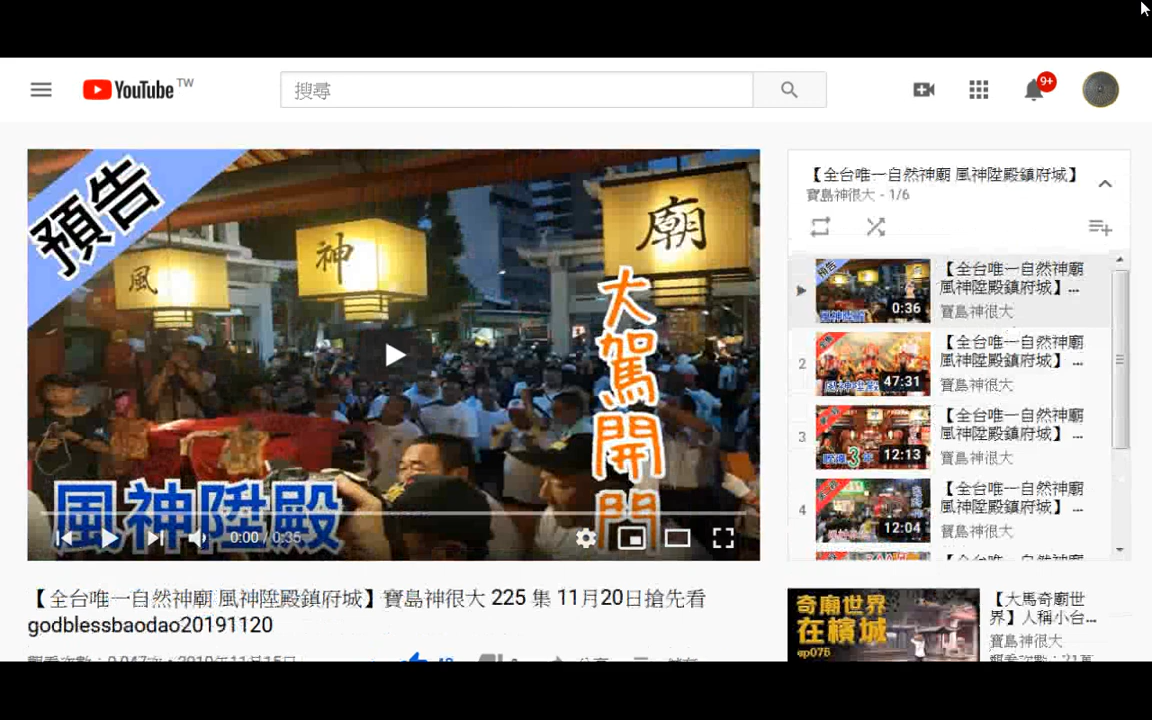 YouTube TW
搜尋
9+
預告
風
神
廟
大駕開門
風神陞殿
0:00 / 0:35
【全台唯一自然神廟 風神陞殿鎮府城】寶島神很大 225 集 11月20日搶先看
godblessbaodao20191120
【全台唯一自然神廟 風神陞殿鎮府城】
寶島神很大 - 1/6
預告
0:36
【全台唯一自然神廟
風神陞殿鎮府城】...
寶島神很大
2
47:31
【全台唯一自然神廟
風神陞殿鎮府城】 ...
寶島神很大
3
12:13
【全台唯一自然神廟
風神陞殿鎮府城】 ...
寶島神很大
4
12:04
【全台唯一自然神廟
風神陞殿鎮府城】 ...
寶島神很大
奇廟世界
在檳城
ep075
【大馬奇廟世
界】人稱小台...
寶島神很大